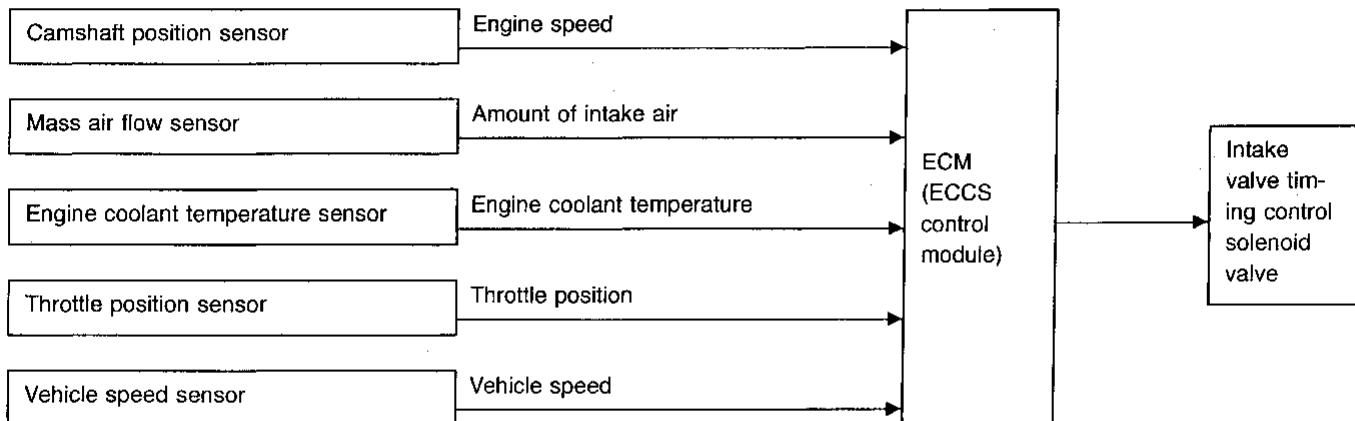 Camshaft position sensor
Engine speed
Mass air flow sensor
Amount of intake air
Engine coolant temperature sensor
Engine coolant temperature
Throttle position sensor
Throttle position
Vehicle speed sensor
Vehicle speed
ECM
(ECCS
control
module)
Intake
valve tim-
ing control
solenoid
valve